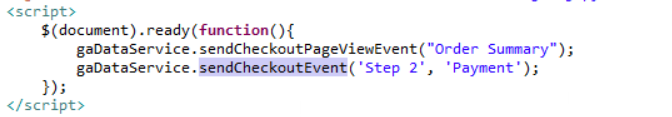 <script>
$(document).ready(function(){
gaDataService.sendCheckoutPageViewEvent("Order Summary");
gaDataService.sendCheckoutEvent('Step 2', 'Payment');
});
</script>